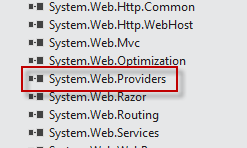 System.Web.Http.Common
System.Web.Http.WebHost
System.Web.Mvc
System.Web.Optimization
System.Web.Providers
System.Web.Razor
System.Web.Routing
System.Web.Services